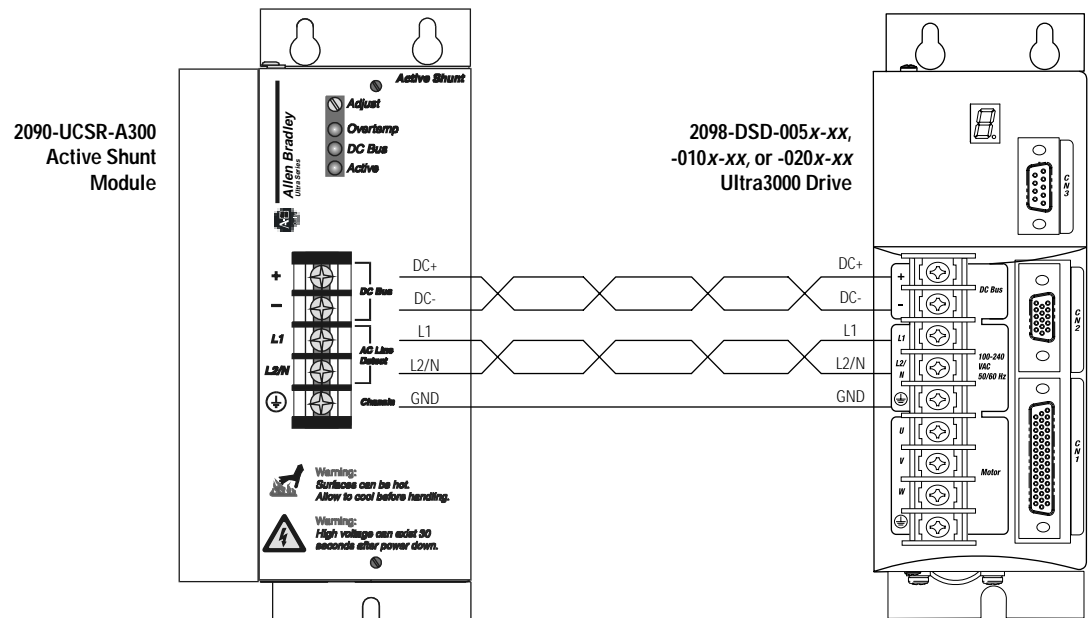 2090-UCSR-A300
Active Shunt
Module
Active Shunt
Adjust
Overtemp
DC Bus
Active
Allen Bradley
Ultra Series
A-B
+
−
L1
L2/N
DC Bus
AC Line
Detect
Chassis
DC+
DC-
L1
L2/N
GND
Warning:
Surfaces can be hot.
Allow to cool before handling.
Warning:
High voltage can exist 30
seconds after power down.
2098-DSD-005x-xx,
-010x-xx, or -020x-xx
Ultra3000 Drive
DC+
DC-
L1
L2/N
GND
8.
CN3
+
-
DC Bus
L1
L2/
N
100-240
VAC
50/60 Hz
U
V
W
Motor
CN2
CN1